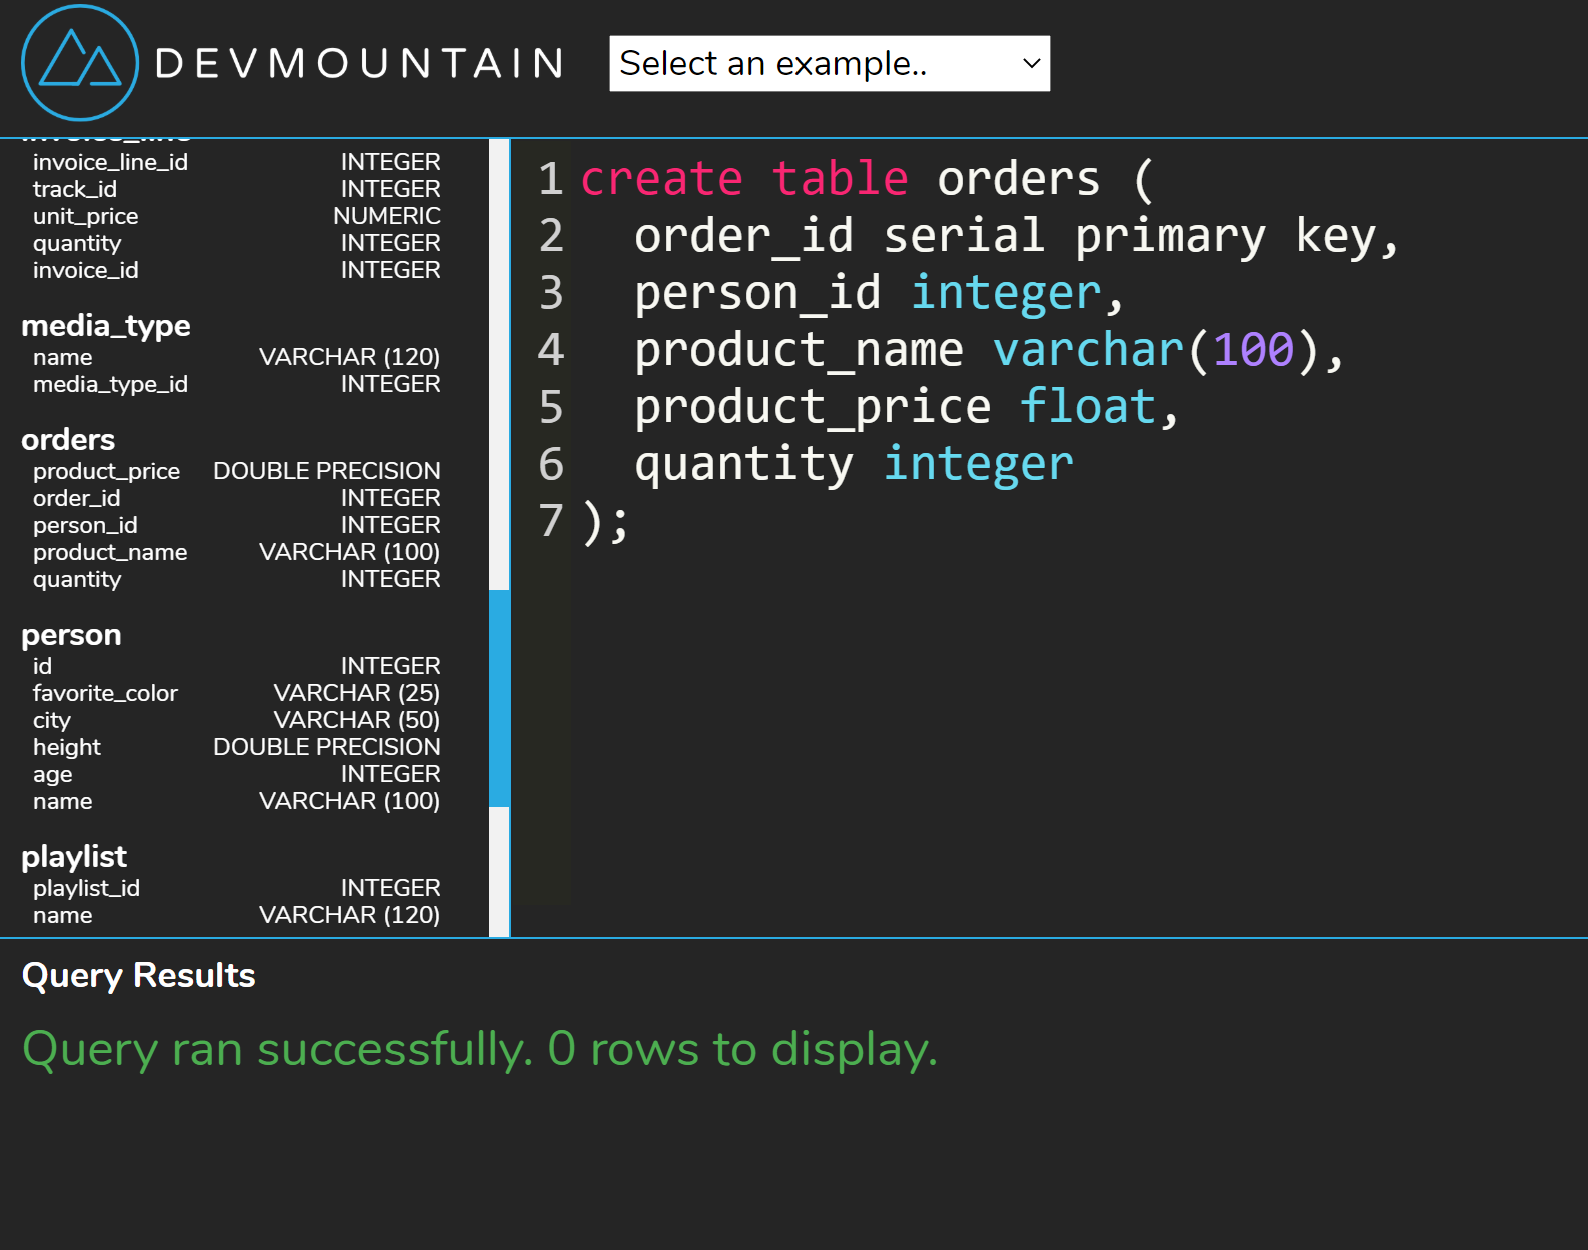 DEVMOUNTAIN
Select an example..
invoice_line_id INTEGER
track_id INTEGER
unit_price NUMERIC
quantity INTEGER
invoice_id INTEGER
media_type
name VARCHAR (120)
media_type_id INTEGER
orders
product_price DOUBLE PRECISION
order_id INTEGER
person_id INTEGER
product_name VARCHAR (100)
quantity INTEGER
person
id INTEGER
favorite_color VARCHAR (25)
city VARCHAR (50)
height DOUBLE PRECISION
age INTEGER
name VARCHAR (100)
playlist
playlist_id INTEGER
name VARCHAR (120)
1 create table orders (
2 order_id serial primary key,
3 person_id integer,
4 product_name varchar(100),
5 product_price float,
6 quantity integer
7 );
Query Results
Query ran successfully. 0 rows to display.